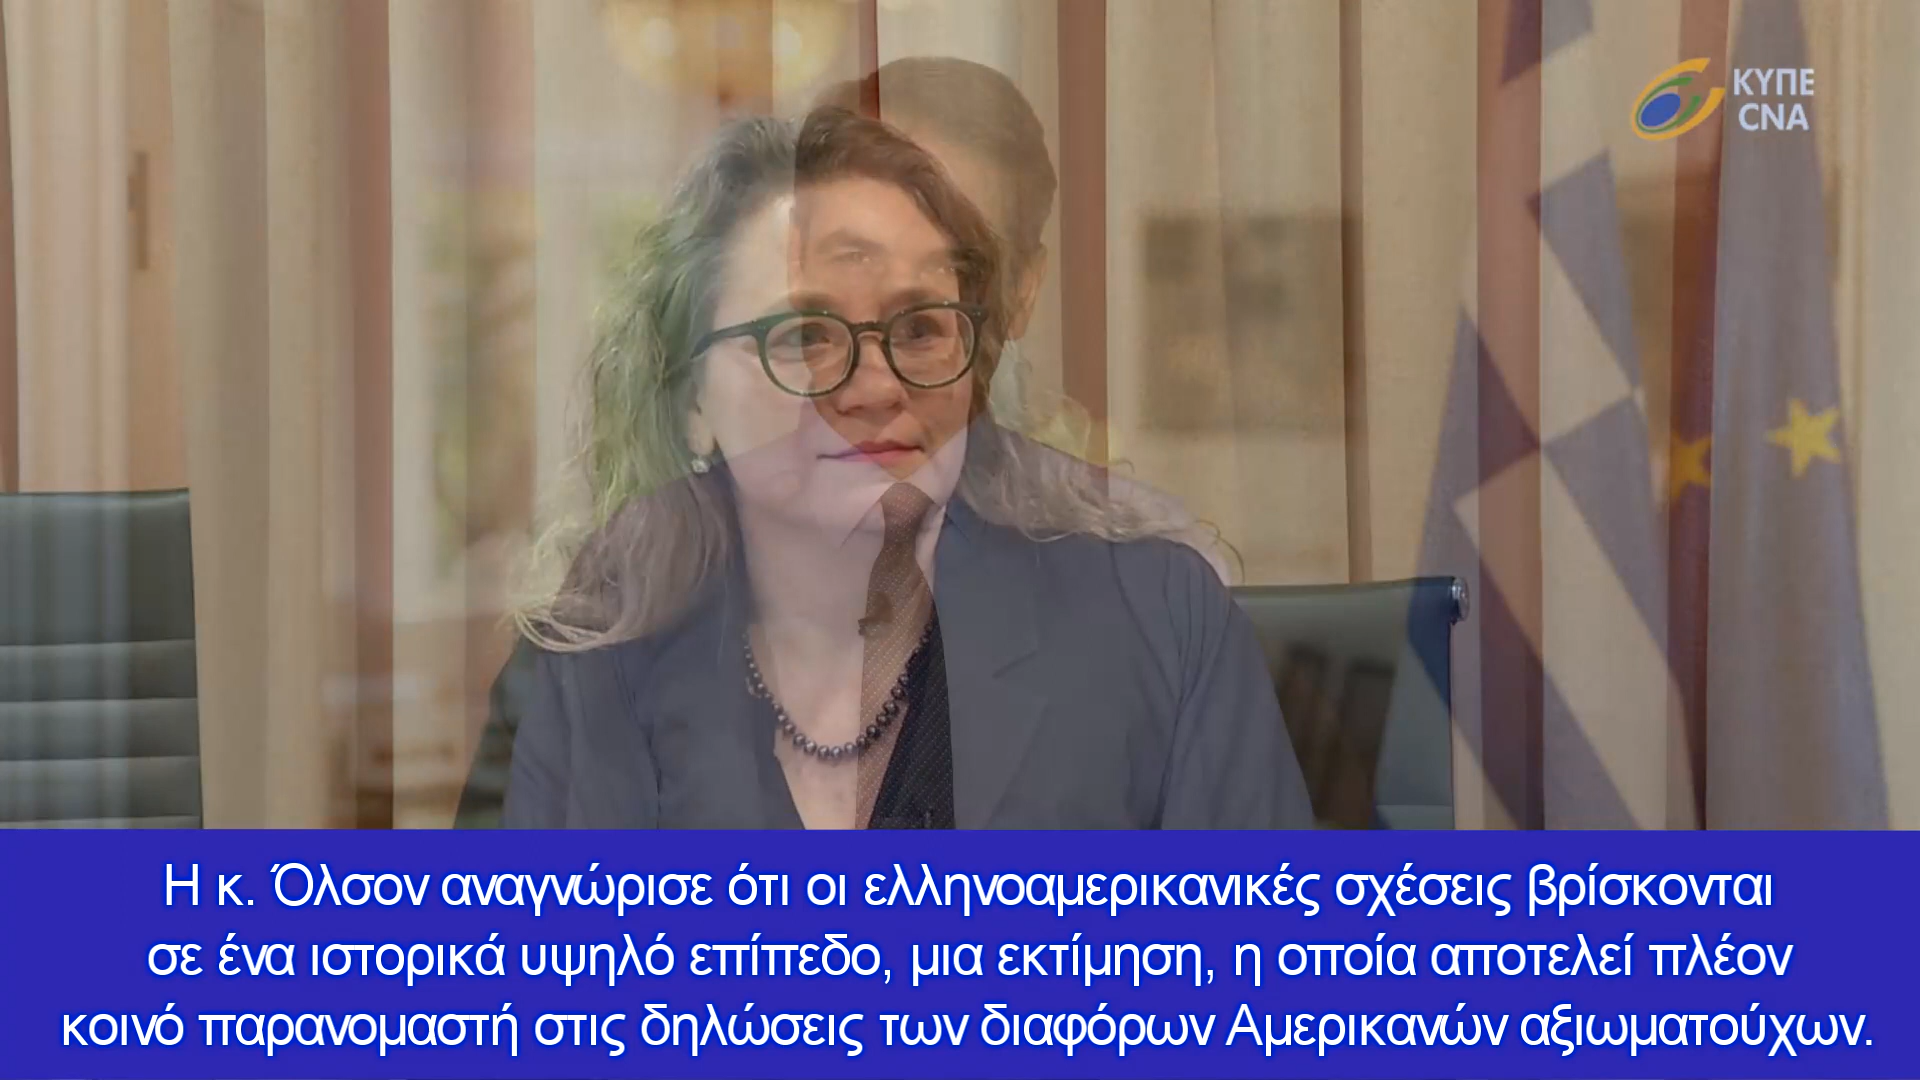 ΚΥΠΕ
CNA
Η κ. Όλσον αναγνώρισε ότι οι ελληνοαμερικανικές σχέσεις βρίσκονται
σε ένα ιστορικά υψηλό επίπεδο, μια εκτίμηση, η οποία αποτελεί πλέον
κοινό παρανομαστή στις δηλώσεις των διαφόρων Αμερικανών αξιωματούχων.